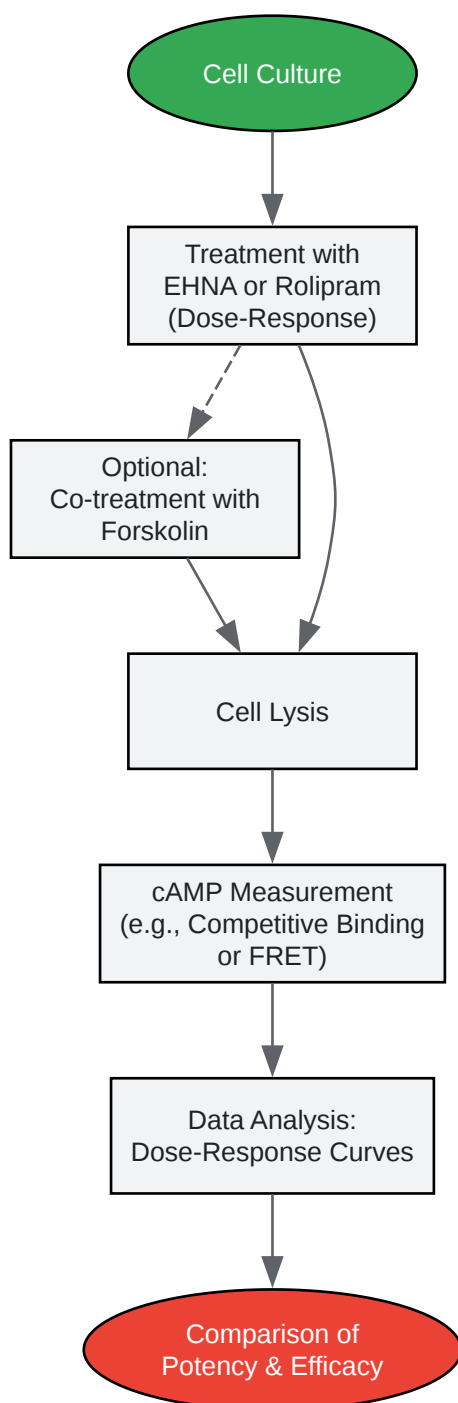 Cell Culture
Treatment with
EHNA or Rolipram
(Dose-Response)
Optional:
Co-treatment with
Forskolin
Cell Lysis
cAMP Measurement
(e.g., Competitive Binding
or FRET)
Data Analysis:
Dose-Response Curves
Comparison of
Potency & Efficacy